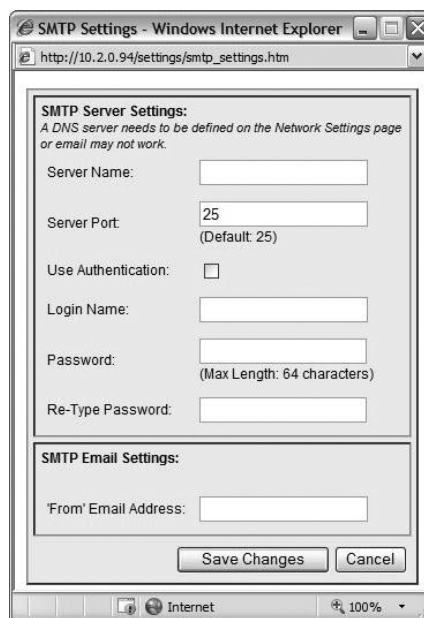 SMTP Settings - Windows Internet Explorer
http://10.2.0.94/settings/smtp_settings.htm
SMTP Server Settings:
A DNS server needs to be defined on the Network Settings page
or email may not work.
Server Name:
Server Port: 25
(Default: 25)
Use Authentication:
Login Name:
Password:
(Max Length: 64 characters)
Re-Type Password:
SMTP Email Settings:
'From' Email Address:
Save Changes Cancel
Internet 100%